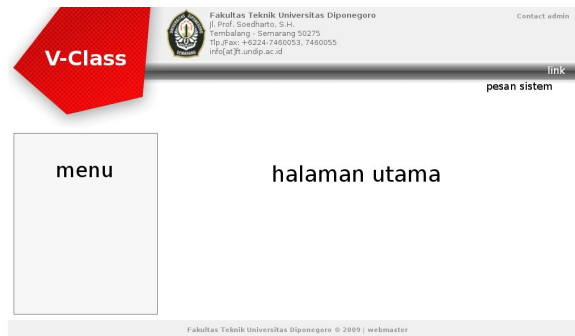 V-Class
Fakultas Teknik Universitas Diponegoro
Jl. Prof. Soedharto, S.H.
Tembalang - Semarang 50275
Tlp./Fax: +6224-7460053, 7460055
info[at]ft.undip.ac.id
Contact admin
link
pesan sistem
menu
halaman utama
Fakultas Teknik Universitas Diponegoro © 2009 | webmaster